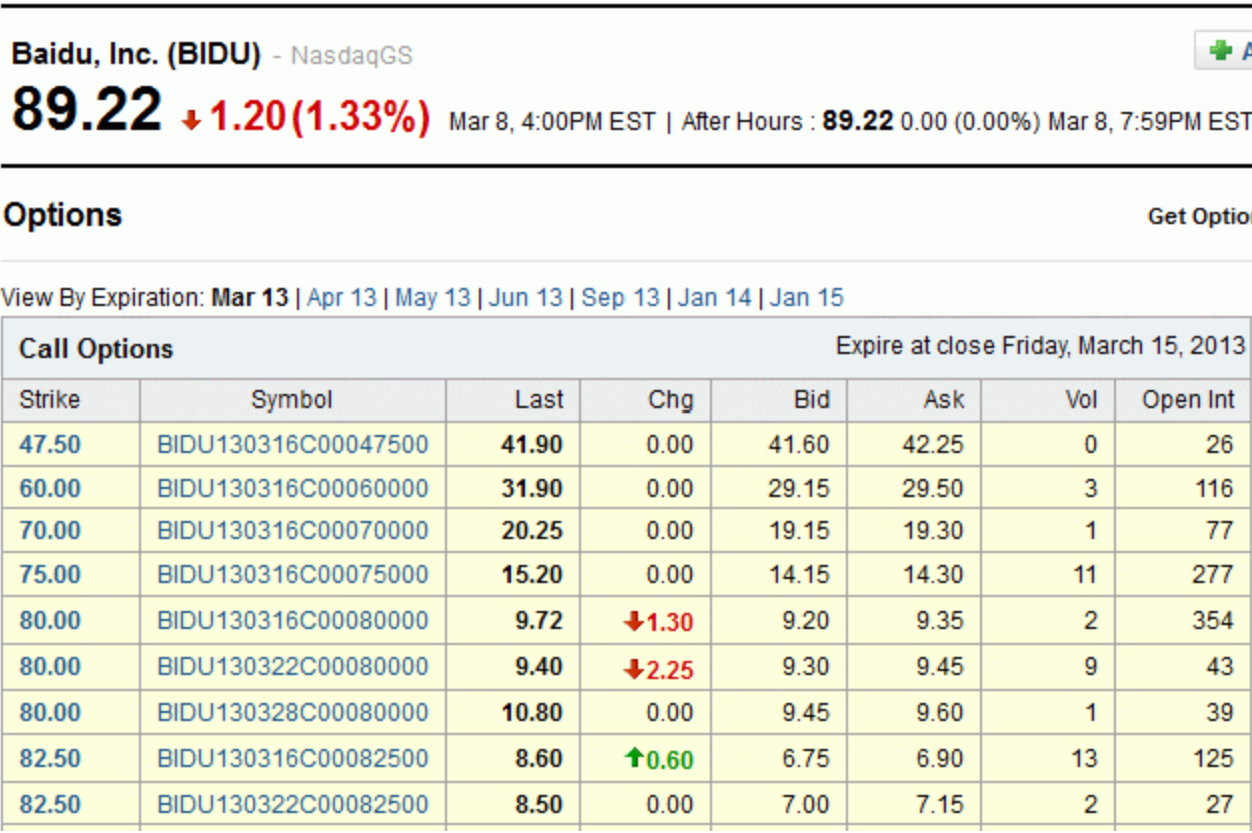 Baidu, Inc. (BIDU) - NasdaqGS
A
89.22 1.20 (1.33%) Mar 8, 4:00PM EST | After Hours : 89.22 0.00 (0.00%) Mar 8, 7:59PM EST
Options
Get Optio
View By Expiration: Mar 13 | Apr 13 | May 13 | Jun 13 | Sep 13 | Jan 14 | Jan 15
Call Options Expire at close Friday, March 15, 2013
Strike Symbol Last Chg Bid Ask Vol Open Int
47.50 BIDU130316C00047500 41.90 0.00 41.60 42.25 0 26
60.00 BIDU130316C00060000 31.90 0.00 29.15 29.50 3 116
70.00 BIDU130316C00070000 20.25 0.00 19.15 19.30 1 77
75.00 BIDU130316C00075000 15.20 0.00 14.15 14.30 11 277
80.00 BIDU130316C00080000 9.72 1.30 9.20 9.35 2 354
80.00 BIDU130322C00080000 9.40 2.25 9.30 9.45 9 43
80.00 BIDU130328C00080000 10.80 0.00 9.45 9.60 1 39
82.50 BIDU130316C00082500 8.60 0.60 6.75 6.90 13 125
82.50 BIDU130322C00082500 8.50 0.00 7.00 7.15 2 27